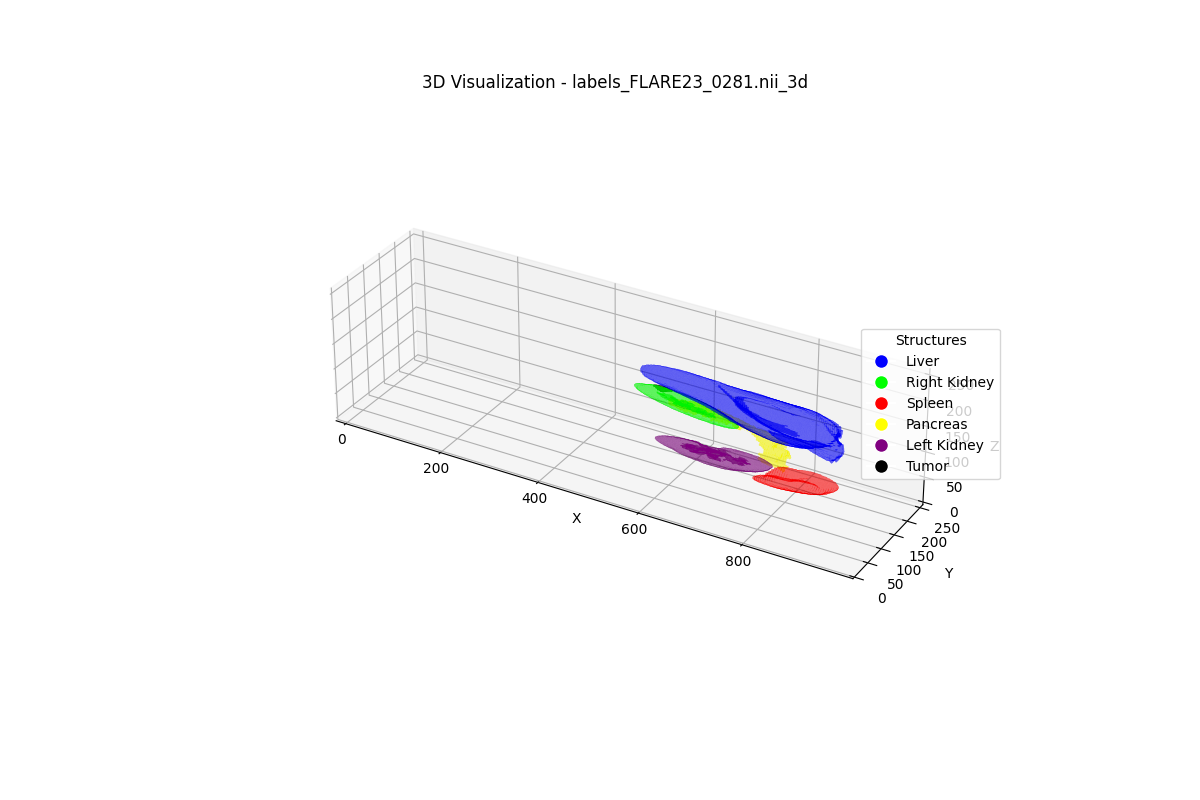 3D Visualization - labels_FLARE23_0281.nii_3d
Structures
Liver
Right Kidney
Spleen
Pancreas
Left Kidney
Tumor
200
150
100
50
0
Z
0
200
400
600
800
X
0
50
100
150
200
250
Y